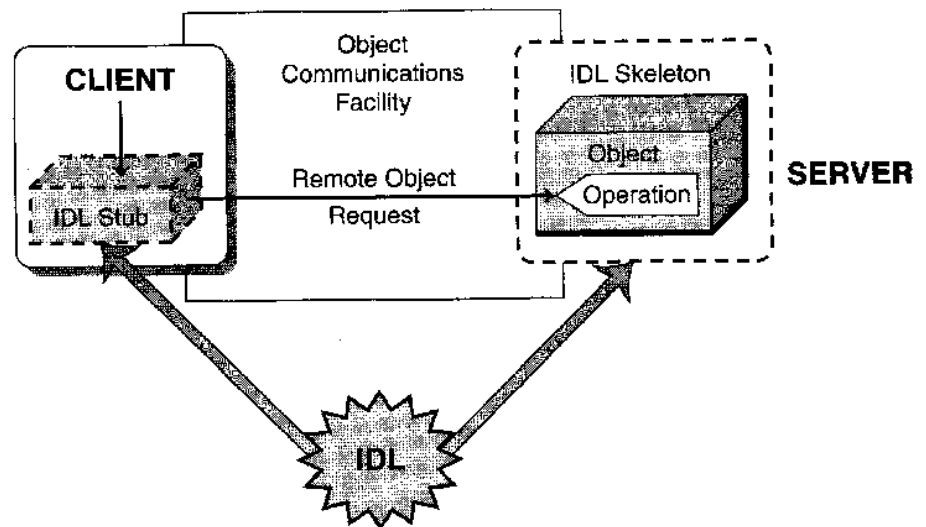 Object
Communications
Facility
CLIENT
IDL Stub
Remote Object
Request
IDL Skeleton
Object
Operation
SERVER
IDL